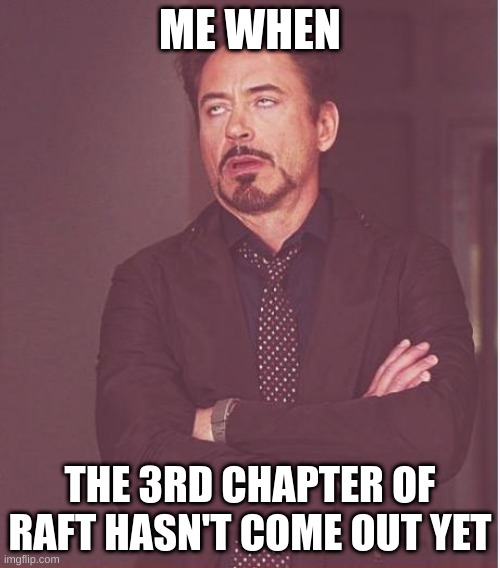 ME WHEN
THE 3RD CHAPTER OF
RAFT HASN'T COME OUT YET
imgflip.com